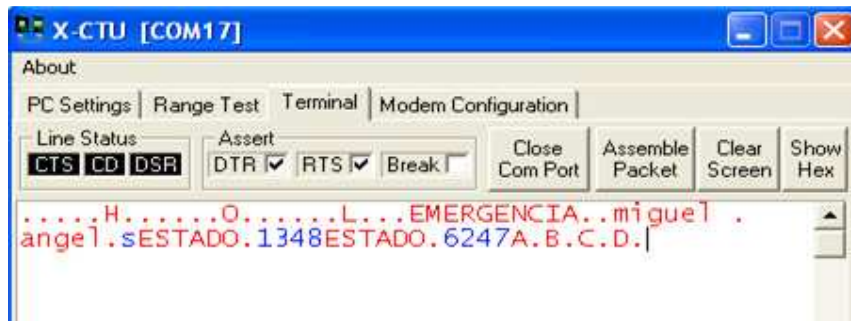 X-CTU [COM17]
About
PC Settings Range Test Terminal Modem Configuration
Line Status Assert
CTS CD DSR DTR RTS Break Close Com Port Assemble Packet Clear Screen Show Hex
.....H......O......L...EMERGENCIA..miguel .
angel.sESTADO.1348ESTADO.6247A.B.C.D.